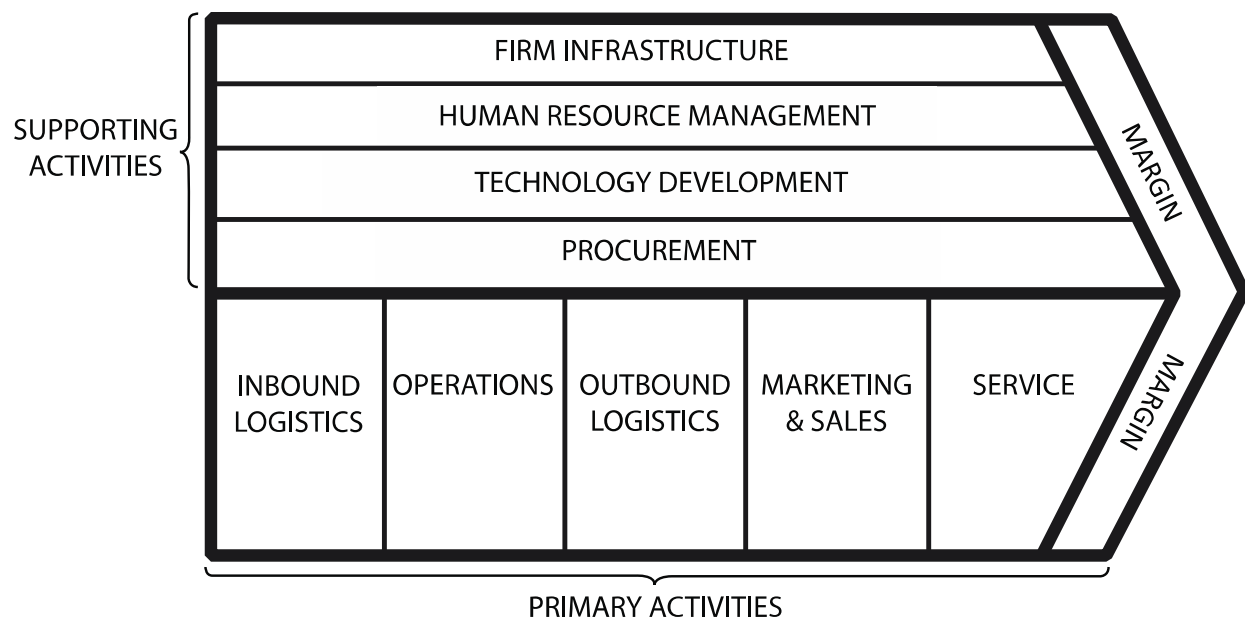 FIRM INFRASTRUCTURE
HUMAN RESOURCE MANAGEMENT
SUPPORTING
ACTIVITIES
TECHNOLOGY DEVELOPMENT
PROCUREMENT
MARGIN
INBOUND
LOGISTICS
OPERATIONS
OUTBOUND
LOGISTICS
MARKETING
& SALES
SERVICE
MARGIN
PRIMARY ACTIVITIES